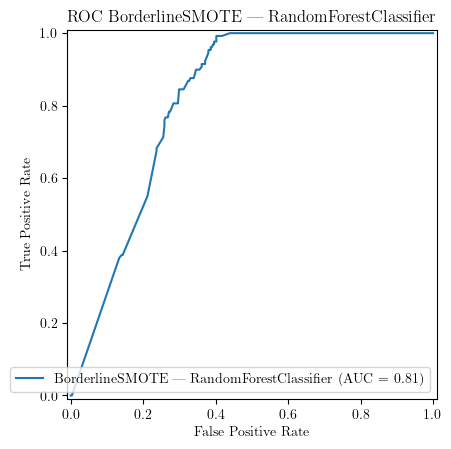 ROC BorderlineSMOTE — RandomForestClassifier
1.0
0.8
0.6
0.4
0.2
0.0
True Positive Rate
BorderlineSMOTE — RandomForestClassifier (AUC = 0.81)
0.0 0.2 0.4 0.6 0.8 1.0
False Positive Rate